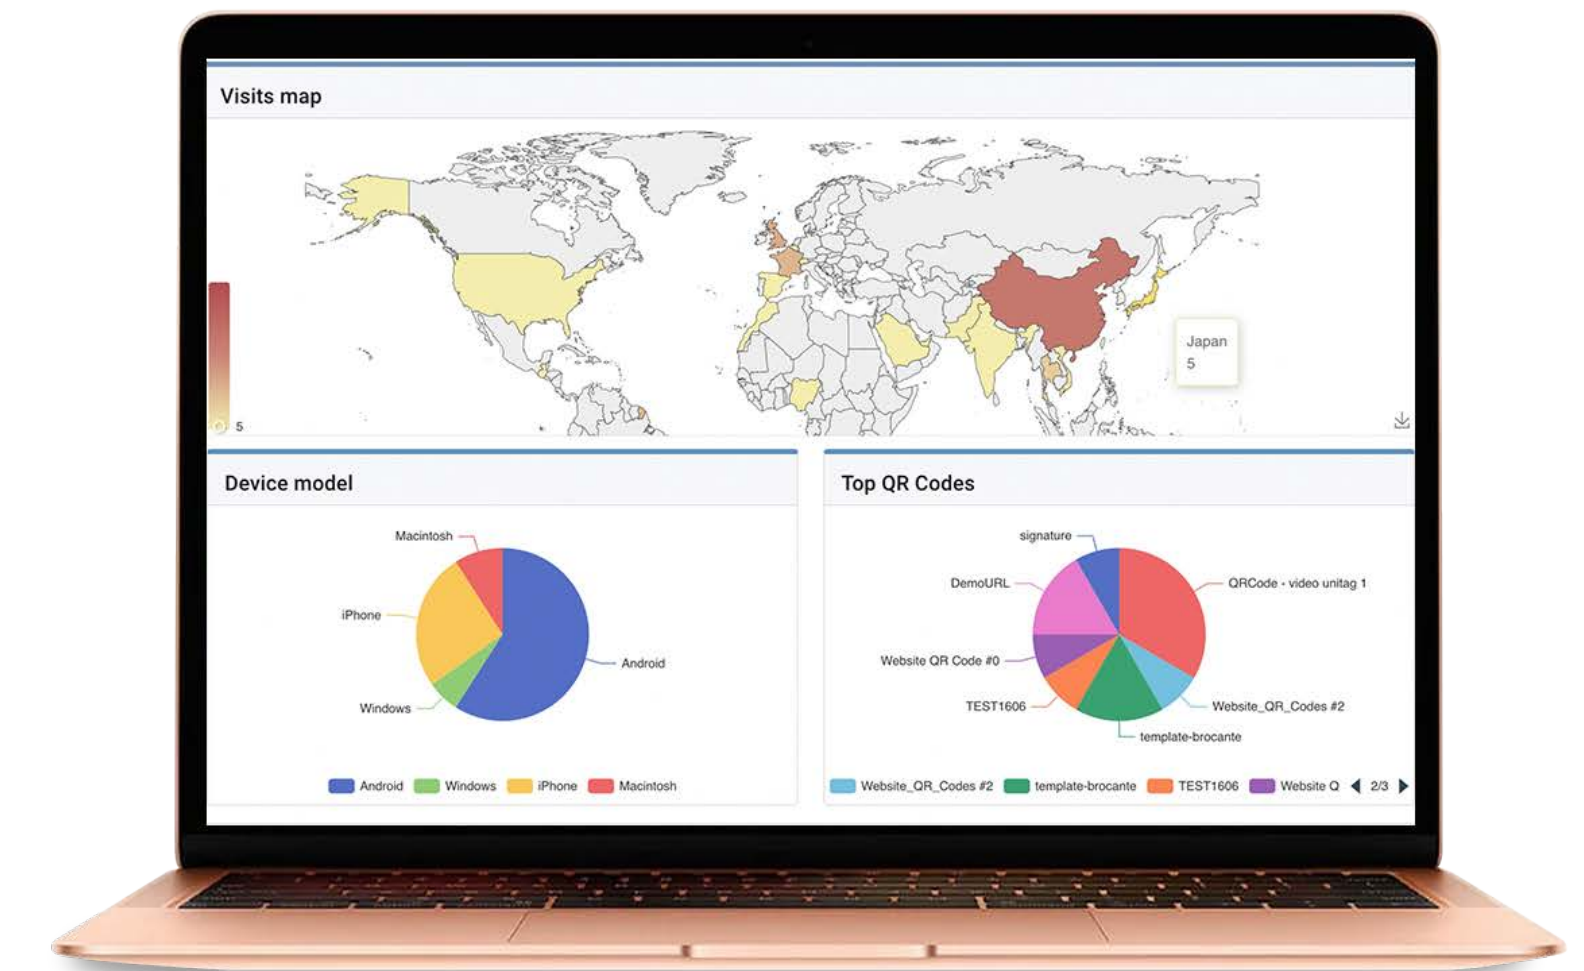 Visits map
Japan
5
5
Device model
Macintosh
iPhone
Android
Windows
Android Windows iPhone Macintosh
Top QR Codes
signature
DemoURL
QRCode - video unitag 1
Website QR Code #0
TEST1606
Website_QR_Codes #2
template-brocante
Website_QR_Codes #2 template-brocante TEST1606 Website Q 2/3